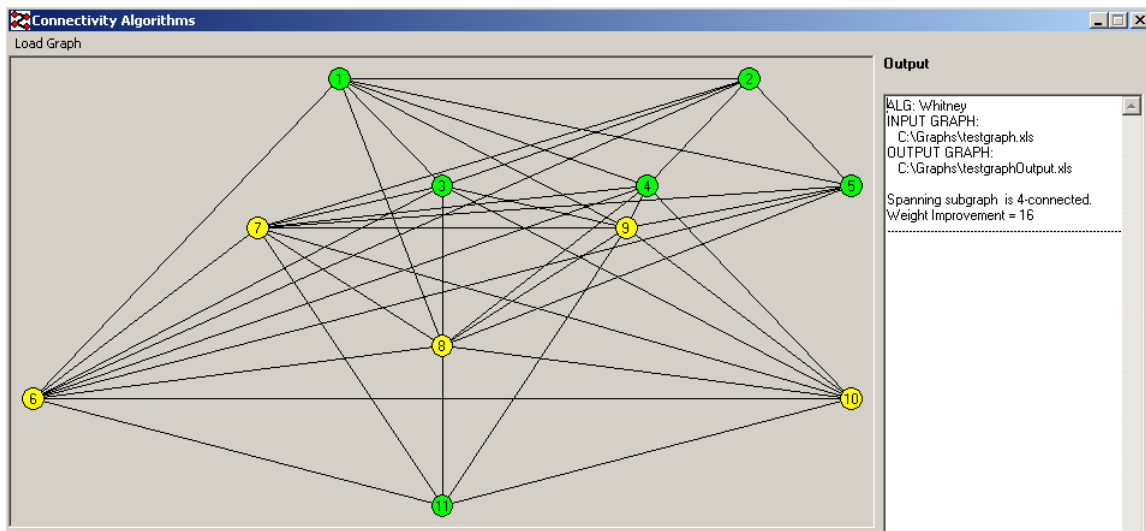 Connectivity Algorithms
Load Graph
Output
1
2
3
4
5
7
9
8
6
10
11
ALG: Whitney
INPUT GRAPH:
C:\Graphs\testgraph.xls
OUTPUT GRAPH:
C:\Graphs\testgraphOutput.xls
Spanning subgraph is 4-connected.
Weight Improvement = 16